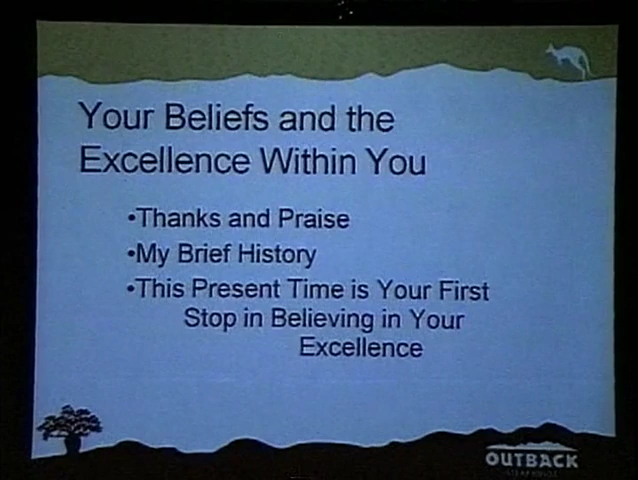 Your Beliefs and the
Excellence Within You
•Thanks and Praise
•My Brief History
•This Present Time is Your First
Stop in Believing in Your
Excellence
OUTBACK